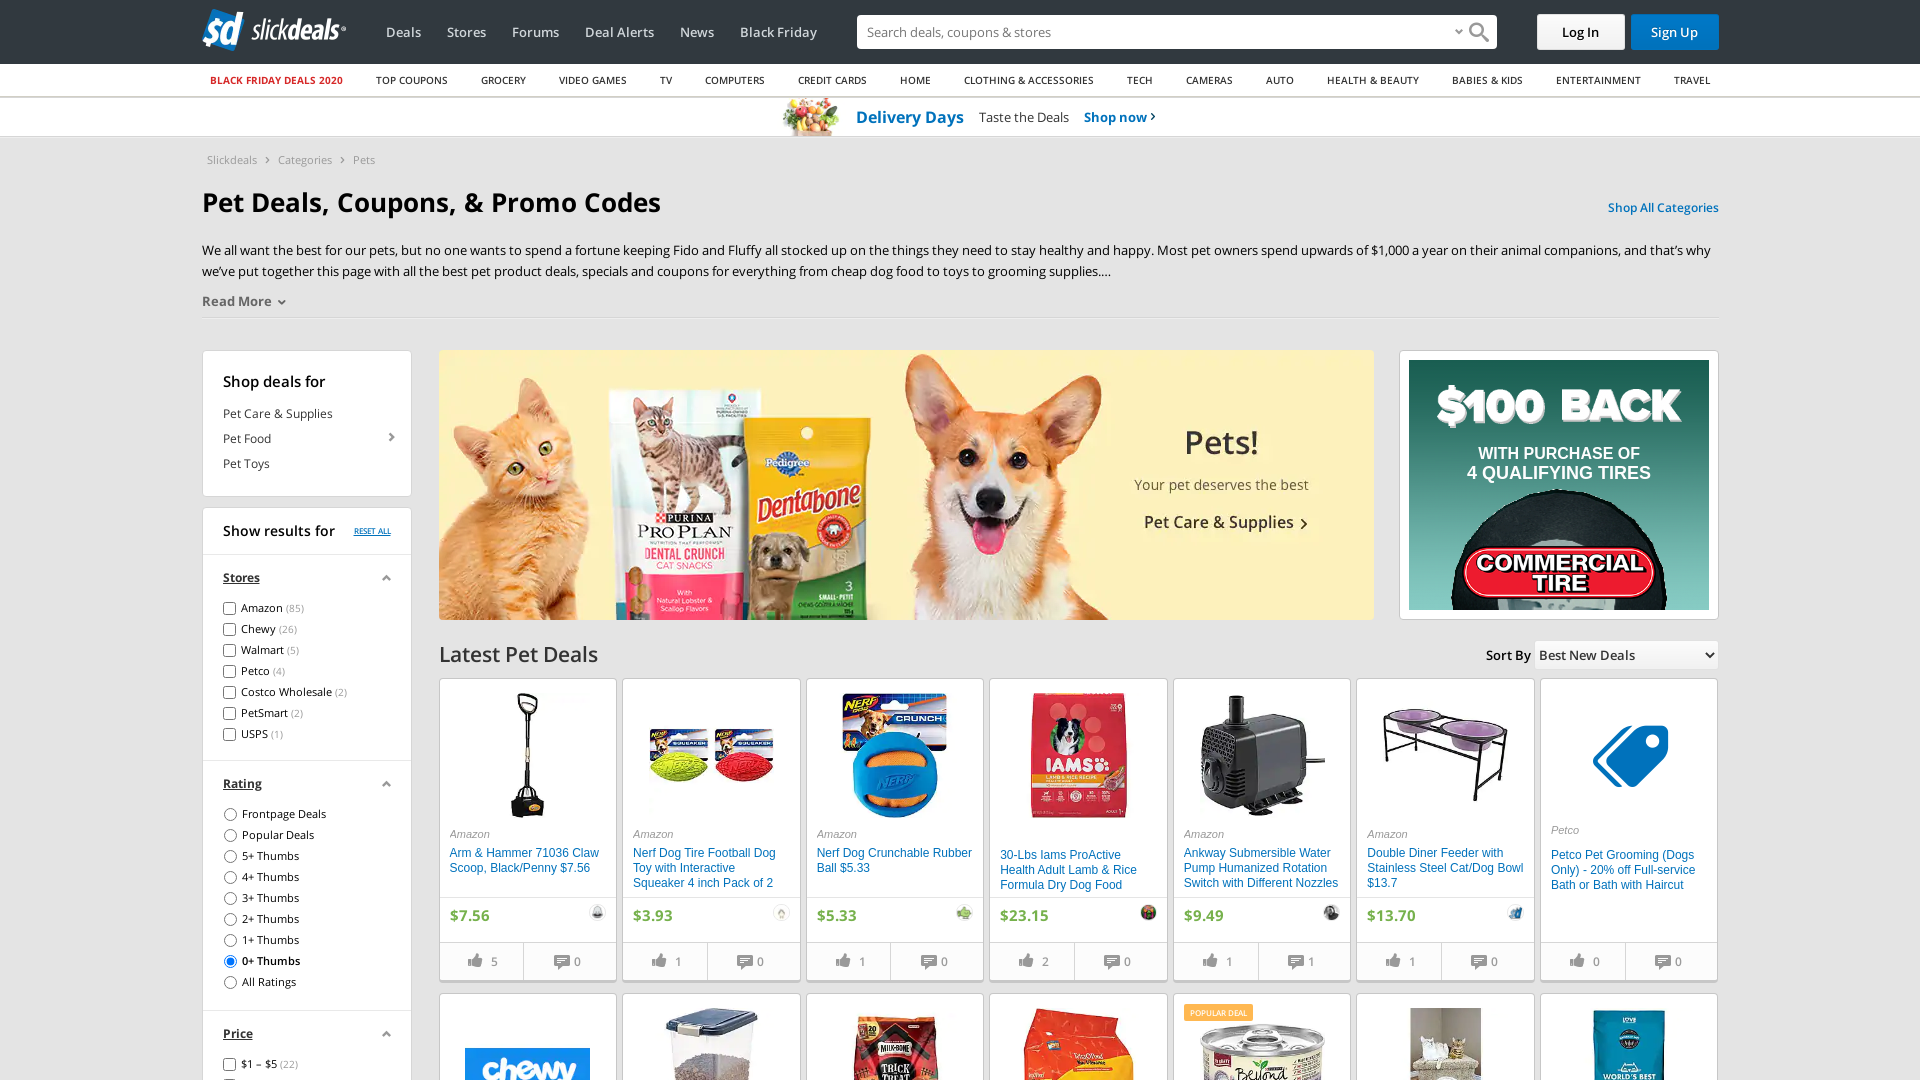 slickdeals
Deals
Stores
Forums
Deal Alerts
News
Black Friday
Search deals, coupons & stores
Log In
Sign Up
BLACK FRIDAY DEALS 2020
TOP COUPONS
GROCERY
VIDEO GAMES
TV
COMPUTERS
CREDIT CARDS
HOME
CLOTHING & ACCESSORIES
TECH
CAMERAS
AUTO
HEALTH & BEAUTY
BABIES & KIDS
ENTERTAINMENT
TRAVEL
Delivery Days Taste the Deals Shop now
Slickdeals > Categories > Pets
Pet Deals, Coupons, & Promo Codes
Shop All Categories
We all want the best for our pets, but no one wants to spend a fortune keeping Fido and Fluffy all stocked up on the things they need to stay healthy and happy. Most pet owners spend upwards of $1,000 a year on their animal companions, and that's why
we've put together this page with all the best pet product deals, specials and coupons for everything from cheap dog food to toys to grooming supplies....
Read More
Shop deals for
Pet Care & Supplies
Pet Food
Pet Toys
Show results for RESET ALL
Stores
Amazon (85)
Chewy (26)
Walmart (5)
Petco (4)
Costco Wholesale (2)
PetSmart (2)
USPS (1)
Rating
Frontpage Deals
Popular Deals
5+ Thumbs
4+ Thumbs
3+ Thumbs
2+ Thumbs
1+ Thumbs
0+ Thumbs
All Ratings
Price
$1 – $5 (22)
PURINA
PRO PLAN
DENTAL CRUNCH
CAT SNACKS
With
Natural Lobster &
Scallop Flavors
Pedigree
Dentabone
3
SMALL-PETIT
Pets!
Your pet deserves the best
Pet Care & Supplies
$100 BACK
WITH PURCHASE OF
4 QUALIFYING TIRES
COMMERCIAL
TIRE
Latest Pet Deals
Sort By Best New Deals
Amazon
Arm & Hammer 71036 Claw
Scoop, Black/Penny $7.56
$7.56
5
0
NERF
SQUEAKER
NERF
SQUEAKER
Amazon
Nerf Dog Tire Football Dog
Toy with Interactive
Squeaker 4 inch Pack of 2
$3.93
1
0
NERF
CRUNCH
NERF
Amazon
Nerf Dog Crunchable Rubber
Ball $5.33
$5.33
1
0
IAMS
30-Lbs Iams ProActive
Health Adult Lamb & Rice
Formula Dry Dog Food
$23.15
2
0
Amazon
Ankway Submersible Water
Pump Humanized Rotation
Switch with Different Nozzles
$9.49
1
1
Amazon
Double Diner Feeder with
Stainless Steel Cat/Dog Bowl
$13.7
$13.70
1
0
Petco
Petco Pet Grooming (Dogs
Only) - 20% off Full-service
Bath or Bath with Haircut
0
0
chewy
MILK-BONE
TRICK
TREAT
POPULAR DEAL
Beyond
WORLD'S BEST